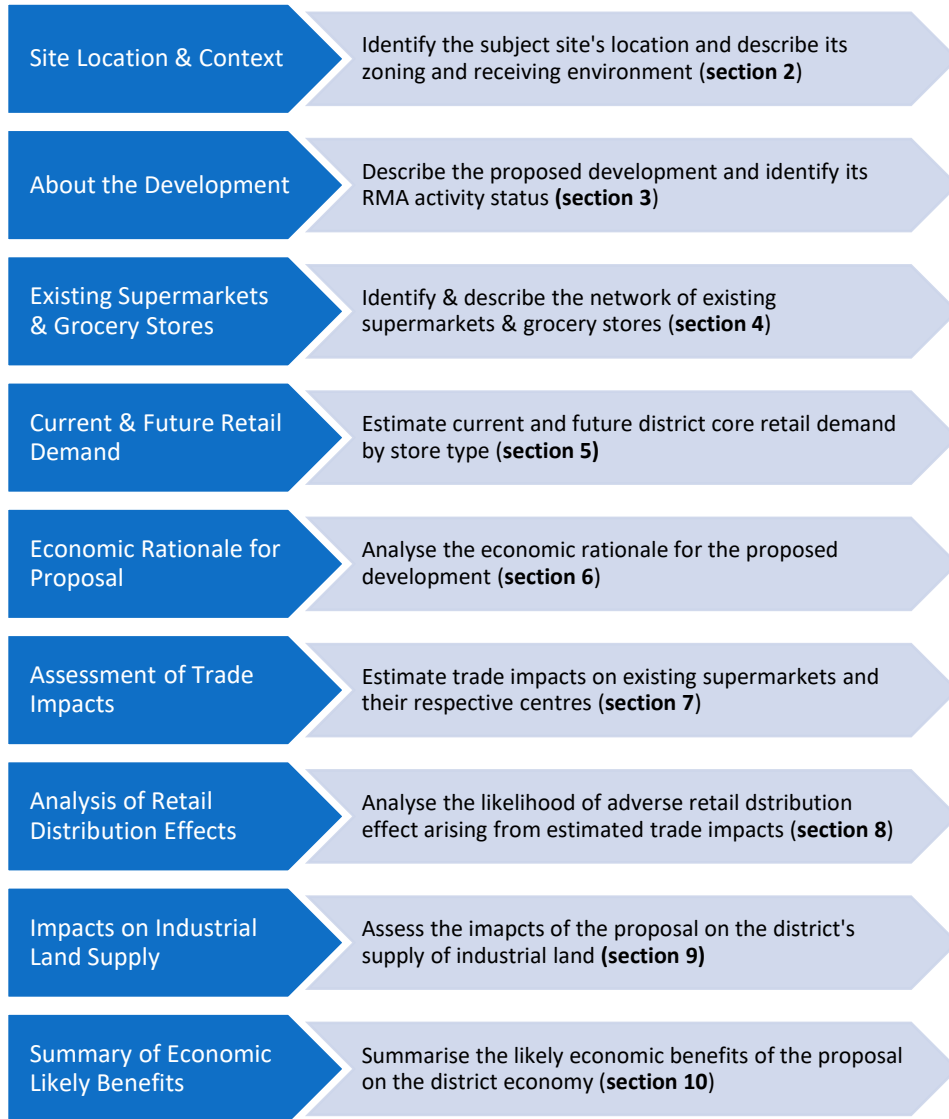 Site Location & Context
Identify the subject site's location and describe its
zoning and receiving environment (section 2)
About the Development
Describe the proposed development and identify its
RMA activity status (section 3)
Existing Supermarkets
& Grocery Stores
Identify & describe the network of existing
supermarkets & grocery stores (section 4)
Current & Future Retail
Demand
Estimate current and future district core retail demand
by store type (section 5)
Economic Rationale for
Proposal
Analyse the economic rationale for the proposed
development (section 6)
Assessment of Trade
Impacts
Estimate trade impacts on existing supermarkets and
their respective centres (section 7)
Analysis of Retail
Distribution Effects
Analyse the likelihood of adverse retail dstribution
effect arising from estimated trade impacts (section 8)
Impacts on Industrial
Land Supply
Assess the imapcts of the proposal on the district's
supply of industrial land (section 9)
Summary of Economic
Likely Benefits
Summarise the likely economic benefits of the proposal
on the district economy (section 10)